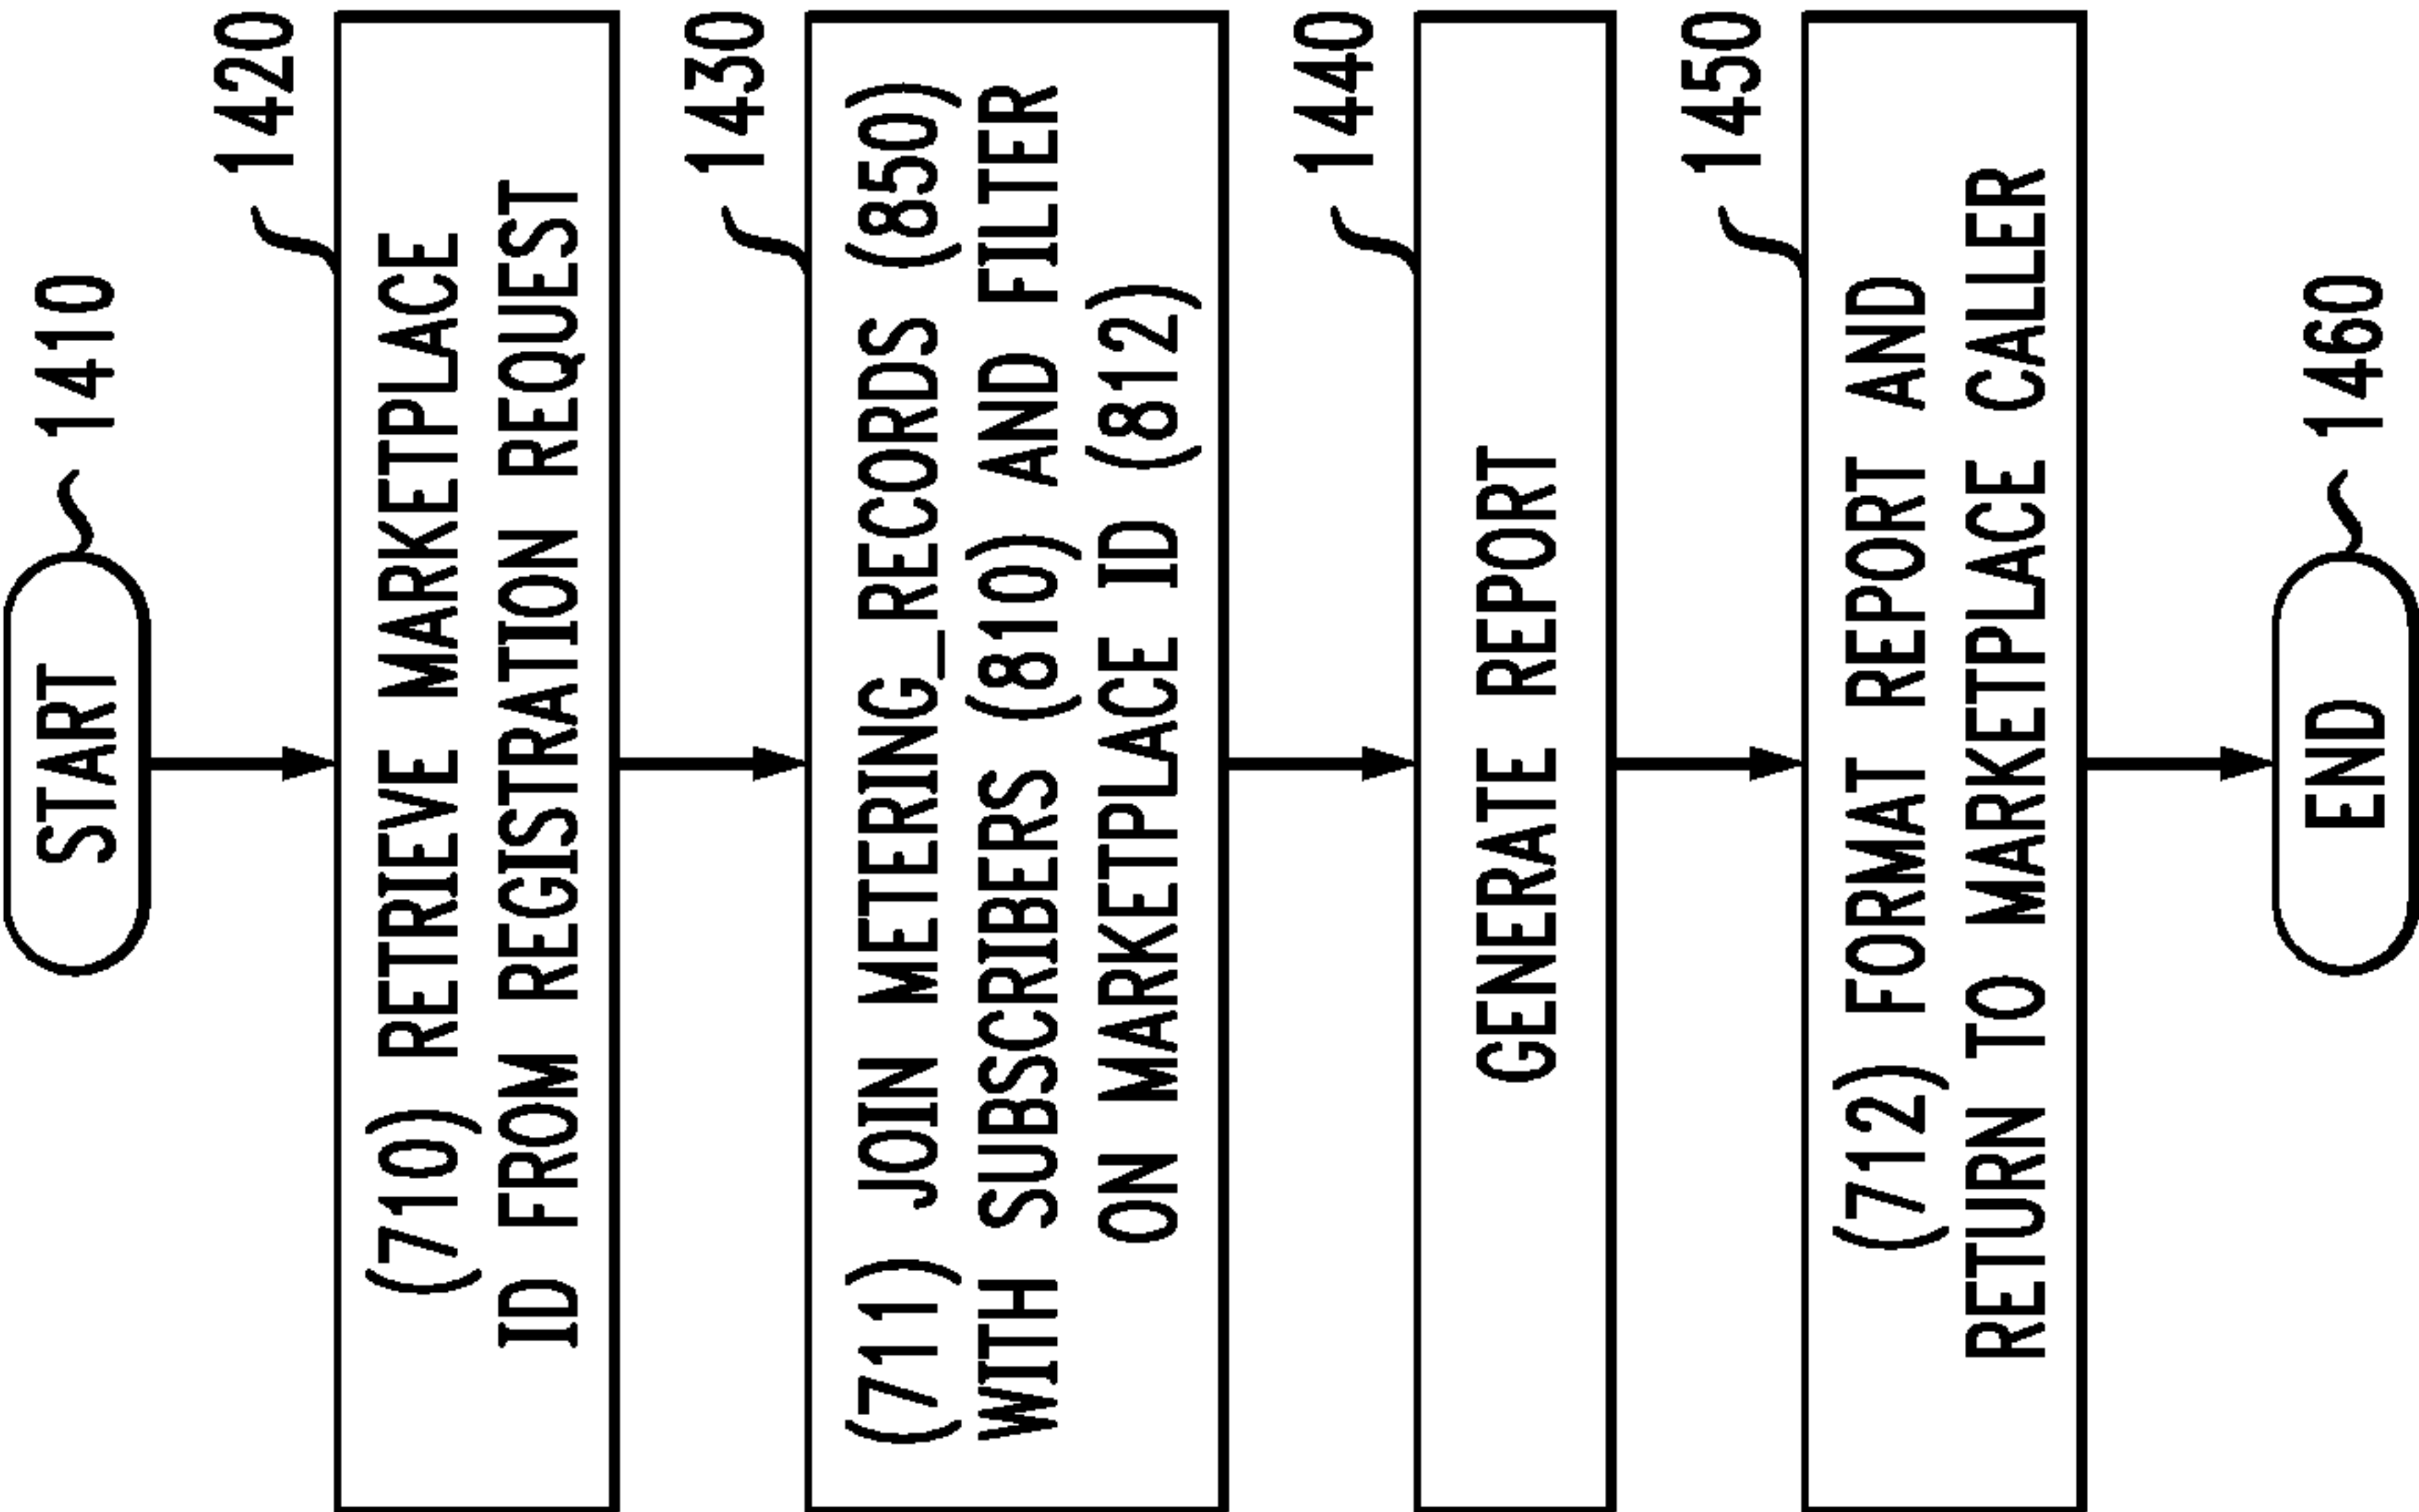 START
1410
1420
(710) RETRIEVE MARKETPLACE
ID FROM REGISTRATION REQUEST
1430
(711) JOIN METERING_RECORDS (850)
WITH SUBSCRIBERS (810) AND FILTER
ON MARKETPLACE ID (812)
1440
GENERATE REPORT
1450
(712) FORMAT REPORT AND
RETURN TO MARKETPLACE CALLER
END
1460